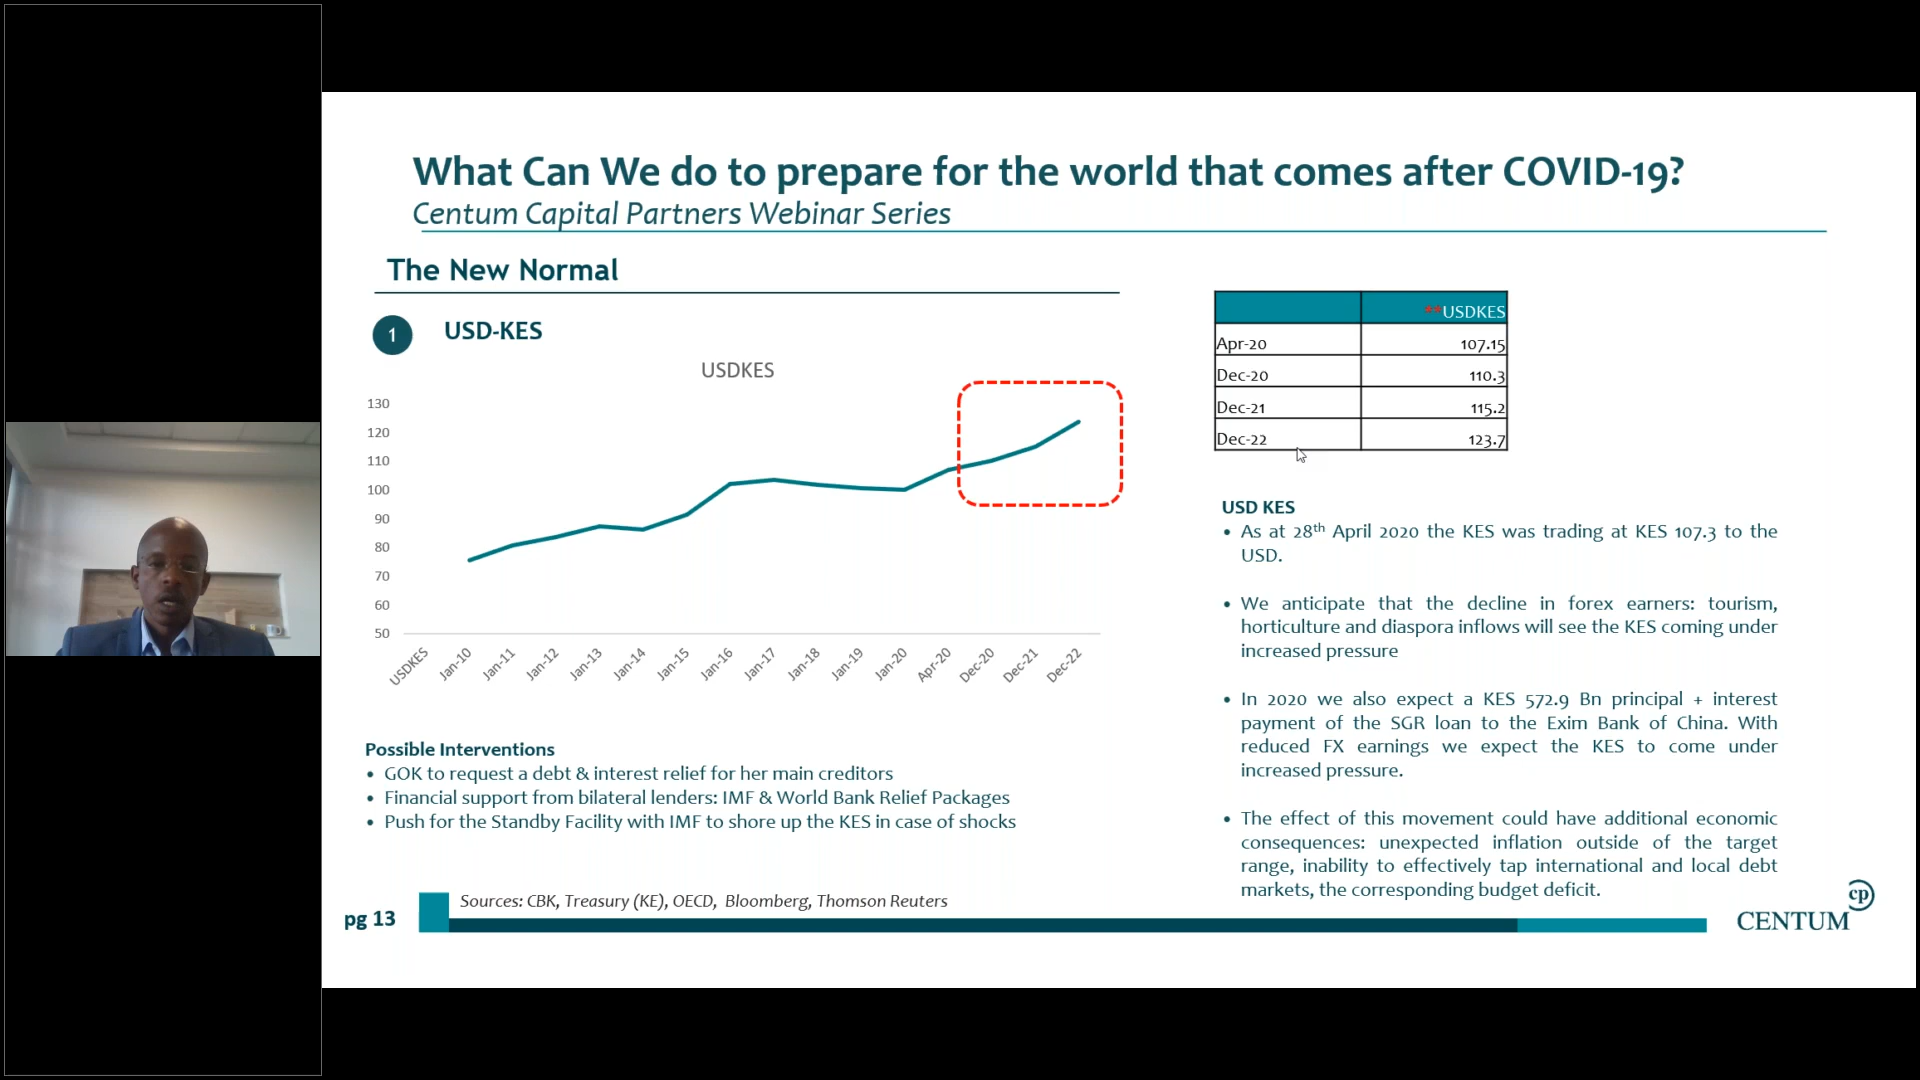 What Can We do to prepare for the world that comes after COVID-19?
Centum Capital Partners Webinar Series
The New Normal
1
USD-KES
USDKES
130
120
110
100
90
80
70
60
50
USDKES
Jan-10
Jan-11
Jan-12
Jan-13
Jan-14
Jan-15
Jan-16
Jan-17
Jan-18
Jan-19
Jan-20
Apr-20
Dec-20
Dec-21
Dec-22
Possible Interventions
• GOK to request a debt & interest relief for her main creditors
• Financial support from bilateral lenders: IMF & World Bank Relief Packages
• Push for the Standby Facility with IMF to shore up the KES in case of shocks
**USDKES
Apr-20 107.15
Dec-20 110.3
Dec-21 115.2
Dec-22 123.7
USD KES
• As at 28th April 2020 the KES was trading at KES 107.3 to the
USD.
• We anticipate that the decline in forex earners: tourism,
horticulture and diaspora inflows will see the KES coming under
increased pressure
• In 2020 we also expect a KES 572.9 Bn principal + interest
payment of the SGR loan to the Exim Bank of China. With
reduced FX earnings we expect the KES to come under
increased pressure.
• The effect of this movement could have additional economic
consequences: unexpected inflation outside of the target
range, inability to effectively tap international and local debt
markets, the corresponding budget deficit.
Sources: CBK, Treasury (KE), OECD, Bloomberg, Thomson Reuters
pg 13
cp
CENTUM